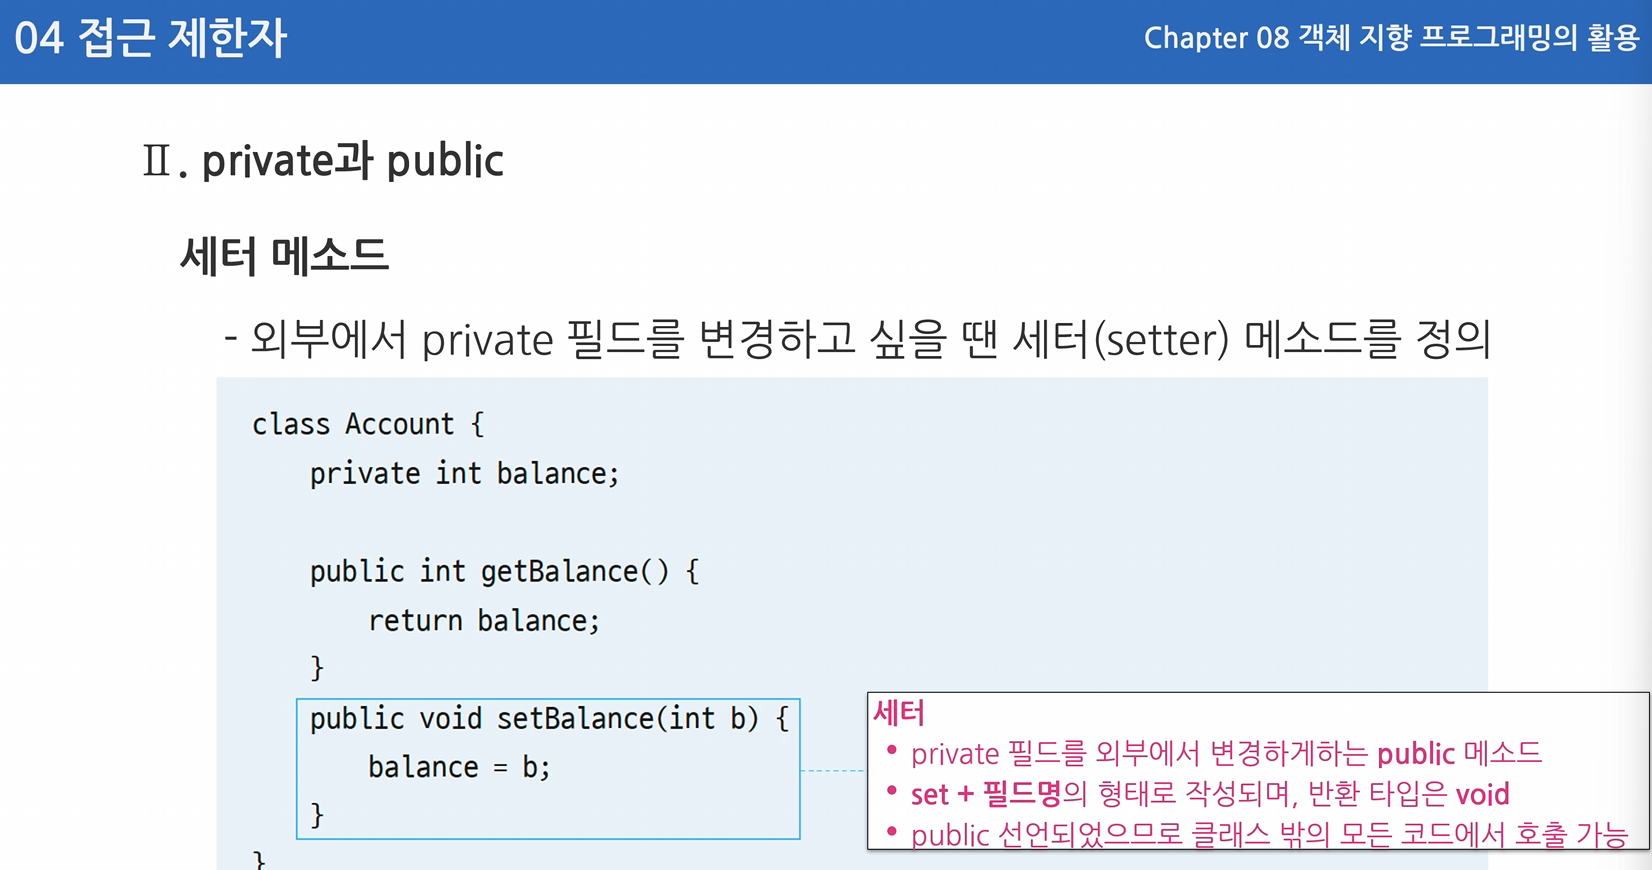 04 접근 제한자
Chapter 08 객체 지향 프로그래밍의 활용
Ⅱ. private과 public
세터 메소드
- 외부에서 private 필드를 변경하고 싶을 땐 세터(setter) 메소드를 정의
class Account {
private int balance;
public int getBalance() {
return balance;
}
public void setBalance(int b) {
balance = b;
}
}
세터
• private 필드를 외부에서 변경하게하는 public 메소드
• set + 필드명의 형태로 작성되며, 반환 타입은 void
• public 선언되었으므로 클래스 밖의 모든 코드에서 호출 가능